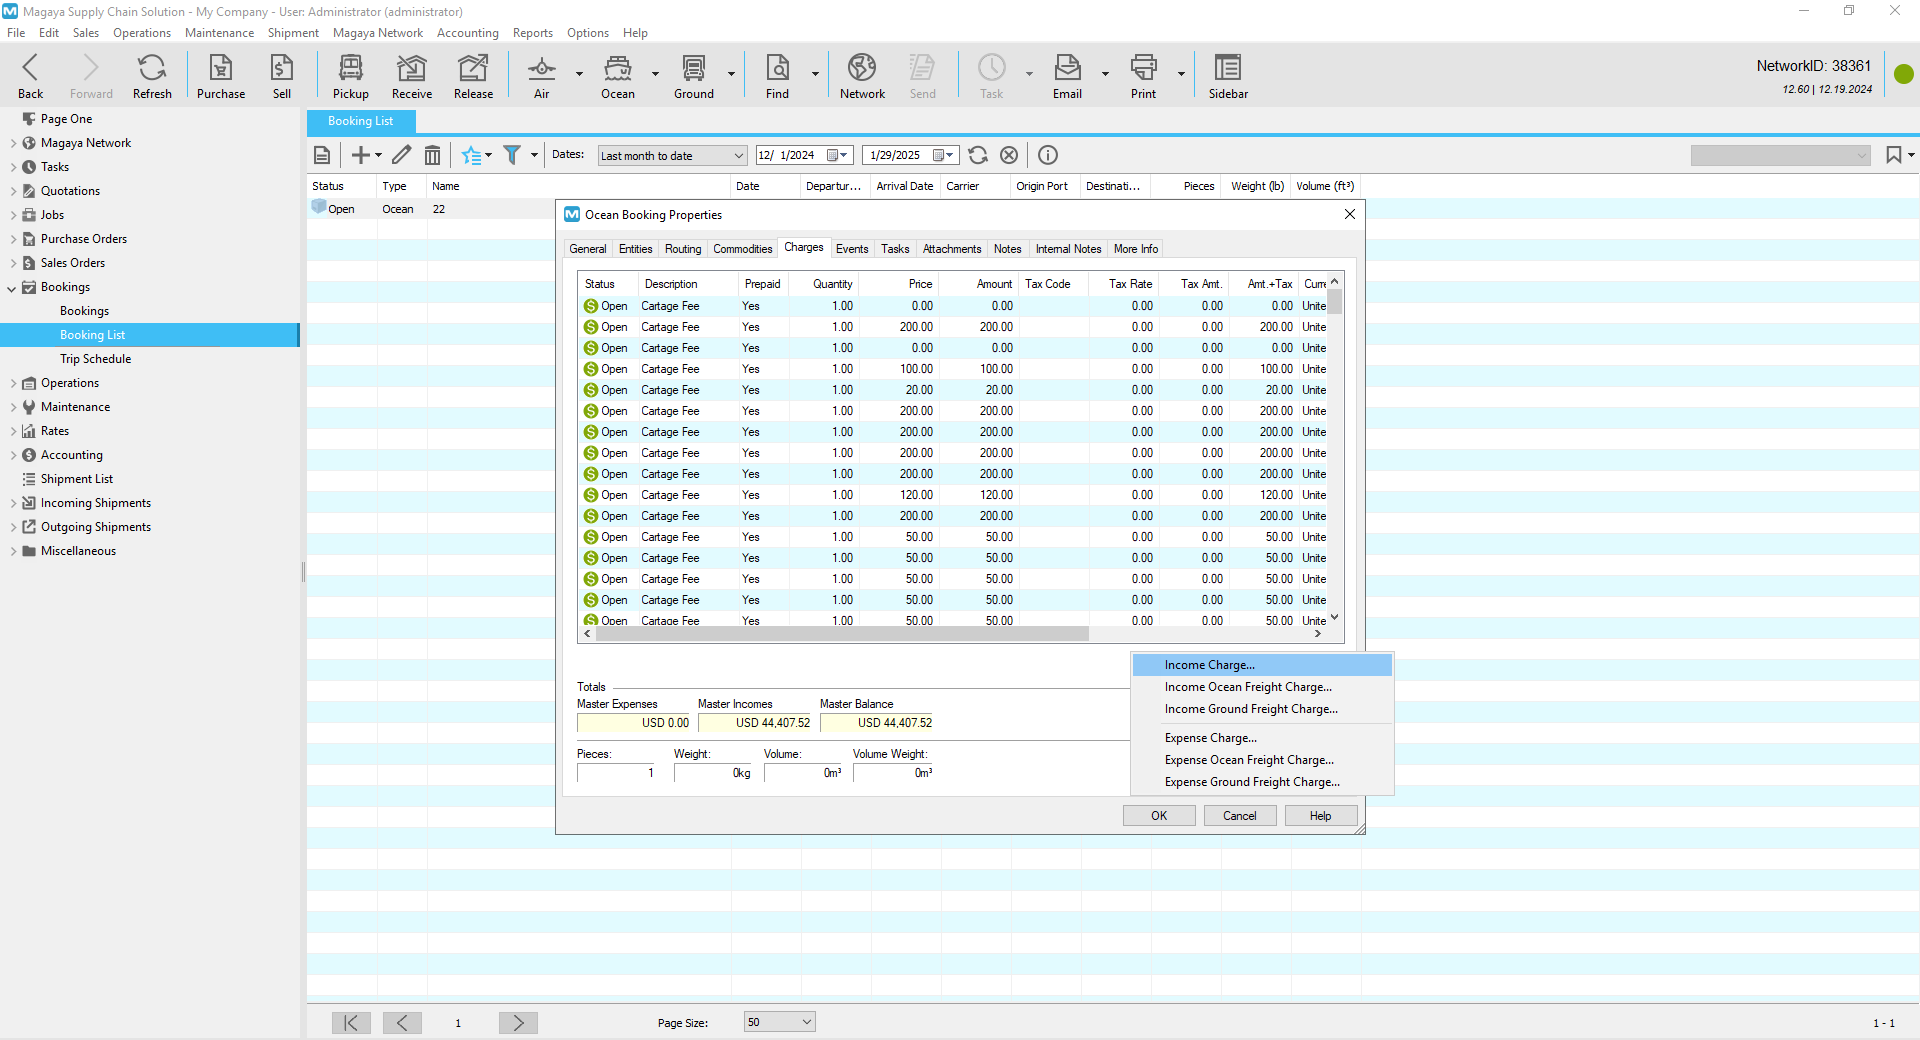 Magaya Supply Chain Solution - My Company - User: Administrator (administrator)
File Edit Sales Operations Maintenance Shipment Magaya Network Accounting Reports Options Help
Back Forward Refresh Purchase Sell Pickup Receive Release Air Ocean Ground Find Network Send Task Email Print Sidebar
NetworkID: 38361
12.60 | 12.19.2024
Page One
Magaya Network
Tasks
Quotations
Jobs
Purchase Orders
Sales Orders
Bookings
Bookings
Booking List
Trip Schedule
Operations
Maintenance
Rates
Accounting
Shipment List
Incoming Shipments
Outgoing Shipments
Miscellaneous
Booking List
Dates: Last month to date 12/ 1/2024 1/29/2025
Status Type Name Date Departur... Arrival Date Carrier Origin Port Destinati... Pieces Weight (lb) Volume (ft³)
Open Ocean 22
Ocean Booking Properties
General Entities Routing Commodities Charges Events Tasks Attachments Notes Internal Notes More Info
Status Description Prepaid Quantity Price Amount Tax Code Tax Rate Tax Amt. Amt.+Tax Curre
Open Cartage Fee Yes 1.00 0.00 0.00 0.00 0.00 0.00 Unite
Open Cartage Fee Yes 1.00 200.00 200.00 0.00 0.00 200.00 Unite
Open Cartage Fee Yes 1.00 0.00 0.00 0.00 0.00 0.00 Unite
Open Cartage Fee Yes 1.00 100.00 100.00 0.00 0.00 100.00 Unite
Open Cartage Fee Yes 1.00 20.00 20.00 0.00 0.00 20.00 Unite
Open Cartage Fee Yes 1.00 200.00 200.00 0.00 0.00 200.00 Unite
Open Cartage Fee Yes 1.00 200.00 200.00 0.00 0.00 200.00 Unite
Open Cartage Fee Yes 1.00 200.00 200.00 0.00 0.00 200.00 Unite
Open Cartage Fee Yes 1.00 200.00 200.00 0.00 0.00 200.00 Unite
Open Cartage Fee Yes 1.00 120.00 120.00 0.00 0.00 120.00 Unite
Open Cartage Fee Yes 1.00 200.00 200.00 0.00 0.00 200.00 Unite
Open Cartage Fee Yes 1.00 50.00 50.00 0.00 0.00 50.00 Unite
Open Cartage Fee Yes 1.00 50.00 50.00 0.00 0.00 50.00 Unite
Open Cartage Fee Yes 1.00 50.00 50.00 0.00 0.00 50.00 Unite
Open Cartage Fee Yes 1.00 50.00 50.00 0.00 0.00 50.00 Unite
Open Cartage Fee Yes 1.00 50.00 50.00 0.00 0.00 50.00 Unite
Totals
Master Expenses Master Incomes Master Balance
USD 0.00 USD 44,407.52 USD 44,407.52
Pieces: Weight: Volume: Volume Weight:
1 0kg 0m³ 0m³
Income Charge...
Income Ocean Freight Charge...
Income Ground Freight Charge...
Expense Charge...
Expense Ocean Freight Charge...
Expense Ground Freight Charge...
OK Cancel Help
1 Page Size: 50 1 - 1